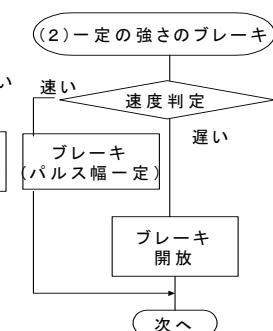 (2)一定の強さのブレーキ
い
速い
速度判定
遅い
ブレーキ
(パルス幅一定)
ブレーキ
開放
次へ